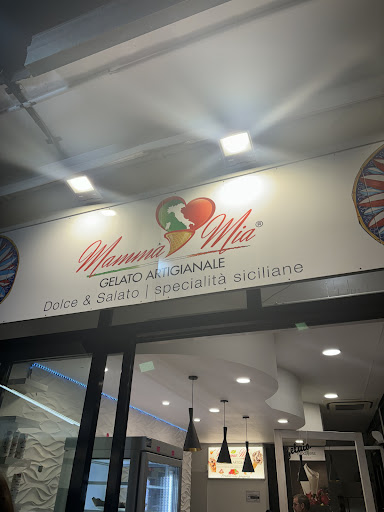 Mamma Mia®
GELATO ARTIGIANALE
Dolce & Salato | specialità siciliane